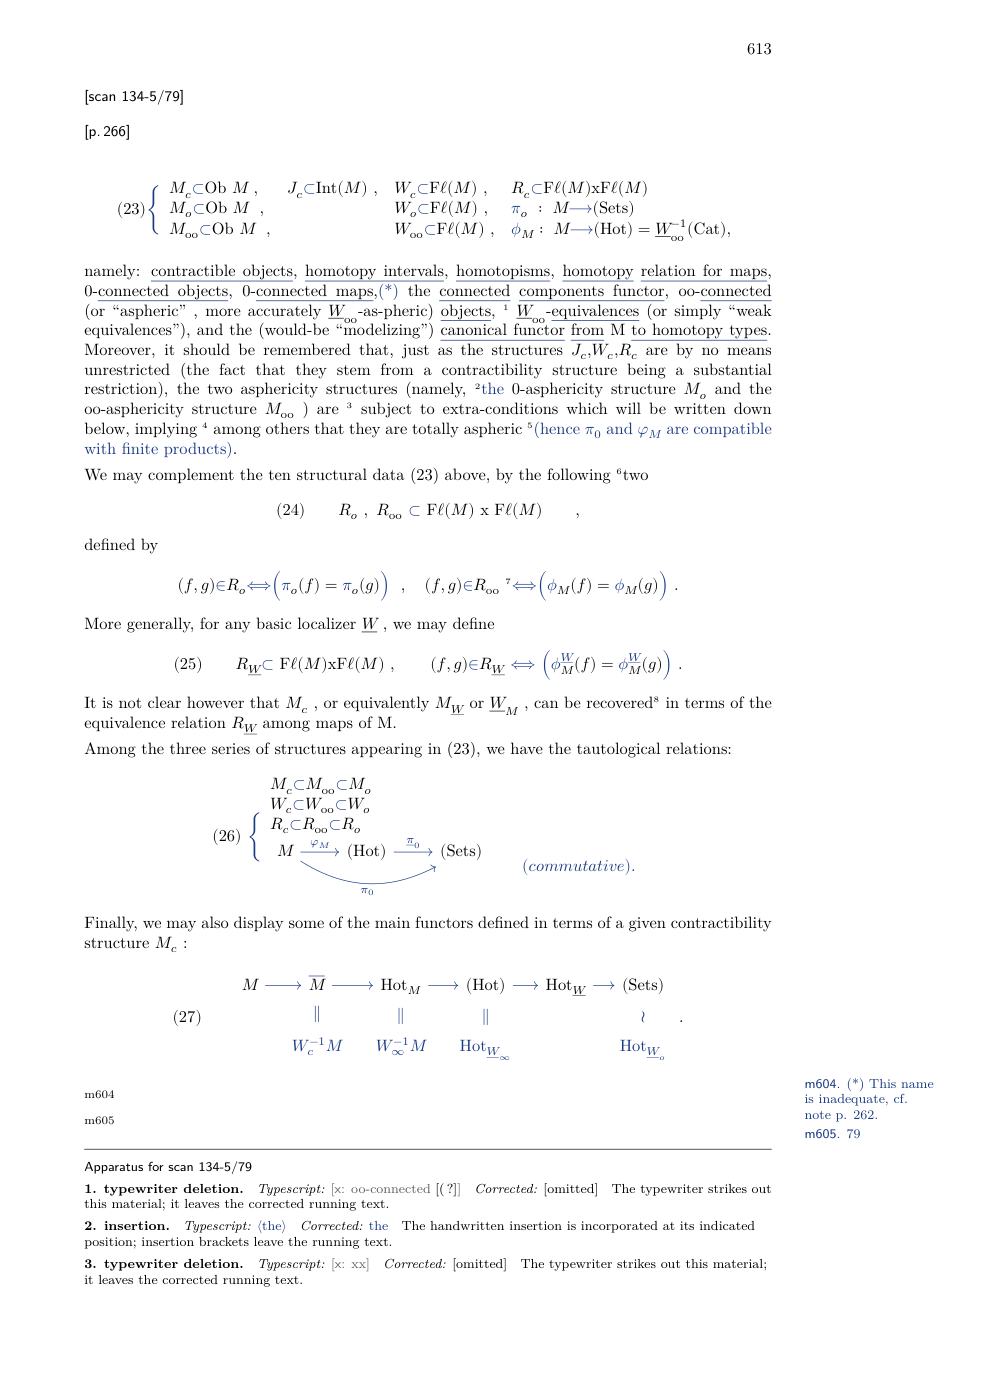 613
[scan 134-5/79]
[p. 266]
(23) { M_c⊂Ob M , J_c⊂Int(M) , W_c⊂Fℓ(M) , R_c⊂Fℓ(M)xFℓ(M)
M_o⊂Ob M , W_o⊂Fℓ(M) , π_o : M⟶(Sets)
M_oo⊂Ob M , W_oo⊂Fℓ(M) , ϕ_M : M⟶(Hot) = W_oo^{-1}(Cat),
namely: contractible objects, homotopy intervals, homotopisms, homotopy relation for maps,
0-connected objects, 0-connected maps,(*) the connected components functor, oo-connected
(or “aspheric” , more accurately W_oo-as-pheric) objects, ¹ W_oo-equivalences (or simply “weak
equivalences”), and the (would-be “modelizing”) canonical functor from M to homotopy types.
Moreover, it should be remembered that, just as the structures J_c,W_c,R_c are by no means
unrestricted (the fact that they stem from a contractibility structure being a substantial
restriction), the two asphericity structures (namely, ²the 0-asphericity structure M_o and the
oo-asphericity structure M_oo ) are ³ subject to extra-conditions which will be written down
below, implying ⁴ among others that they are totally aspheric ⁵(hence π_0 and φ_M are compatible
with finite products).
We may complement the ten structural data (23) above, by the following ⁶two
(24) R_o , R_oo ⊂ Fℓ(M) x Fℓ(M) ,
defined by
(f, g)∈R_o⟺(π_o(f) = π_o(g)) , (f, g)∈R_oo ⁷⟺(ϕ_M(f) = ϕ_M(g)) .
More generally, for any basic localizer W , we may define
(25) R_W⊂ Fℓ(M)xFℓ(M) , (f, g)∈R_W ⟺ (ϕ_M^W(f) = ϕ_M^W(g)) .
It is not clear however that M_c , or equivalently M_W or W_M , can be recovered⁸ in terms of the
equivalence relation R_W among maps of M.
Among the three series of structures appearing in (23), we have the tautological relations:
M_c⊂M_oo⊂M_o
W_c⊂W_oo⊂W_o
(26) { R_c⊂R_oo⊂R_o
M ⟶ φ_M (Hot) ⟶ π_0 (Sets)
(commutative).
π_0
Finally, we may also display some of the main functors defined in terms of a given contractibility
structure M_c :
M ⟶ M̅ ⟶ Hot_M ⟶ (Hot) ⟶ Hot_W ⟶ (Sets)
(27) ∥ ∥ ∥ ≀ .
W_c^{-1}M W_∞^{-1}M Hot_{W_∞} Hot_{W_o}
m604
m605
m604. (*) This name
is inadequate, cf.
note p. 262.
m605. 79
Apparatus for scan 134-5/79
1. typewriter deletion. Typescript: [x: oo-connected [(?]] Corrected: [omitted] The typewriter strikes out
this material; it leaves the corrected running text.
2. insertion. Typescript: ⟨the⟩ Corrected: the The handwritten insertion is incorporated at its indicated
position; insertion brackets leave the running text.
3. typewriter deletion. Typescript: [x: xx] Corrected: [omitted] The typewriter strikes out this material;
it leaves the corrected running text.